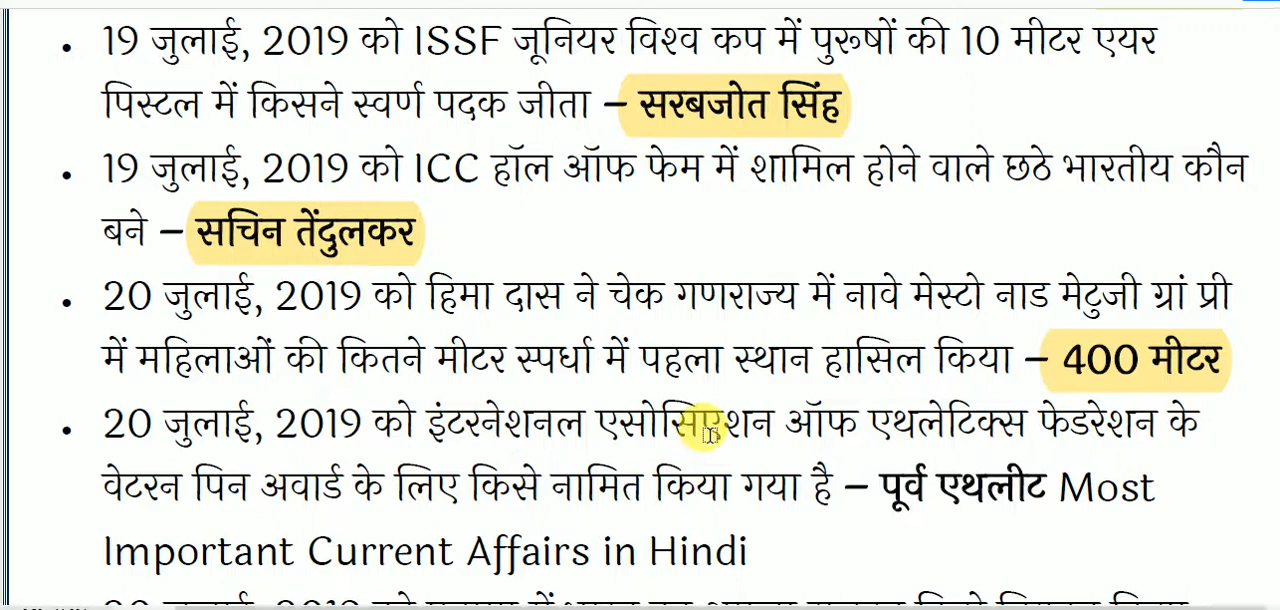 19 जुलाई, 2019 को ISSF जूनियर विश्व कप में पुरूषों की 10 मीटर एयर
पिस्टल में किसने स्वर्ण पदक जीता – सरबजोत सिंह
19 जुलाई, 2019 को ICC हॉल ऑफ फेम में शामिल होने वाले छठे भारतीय कौन
बने – सचिन तेंदुलकर
20 जुलाई, 2019 को हिमा दास ने चेक गणराज्य में नावे मेस्टो नाड मेटुजी ग्रां प्री
में महिलाओं की कितने मीटर स्पर्धा में पहला स्थान हासिल किया – 400 मीटर
20 जुलाई, 2019 को इंटरनेशनल एसोसिएशन ऑफ एथलेटिक्स फेडरेशन के
वेटरन पिन अवार्ड के लिए किसे नामित किया गया है – पूर्व एथलीट Most
Important Current Affairs in Hindi